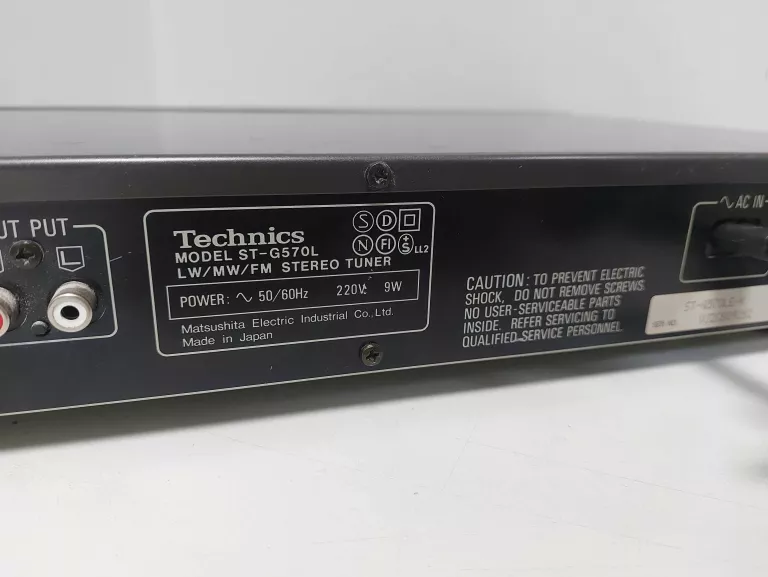 UT PUT
L
Technics
MODEL ST-G570L
LW/MW/FM STEREO TUNER
S D
N FI S LL2
POWER: ∿ 50/60Hz 220V~ 9W
Matsushita Electric Industrial Co., Ltd.
Made in Japan
CAUTION: TO PREVENT ELECTRIC
SHOCK, DO NOT REMOVE SCREWS.
NO USER-SERVICEABLE PARTS
INSIDE. REFER SERVICING TO
QUALIFIED SERVICE PERSONNEL.
∿ AC IN